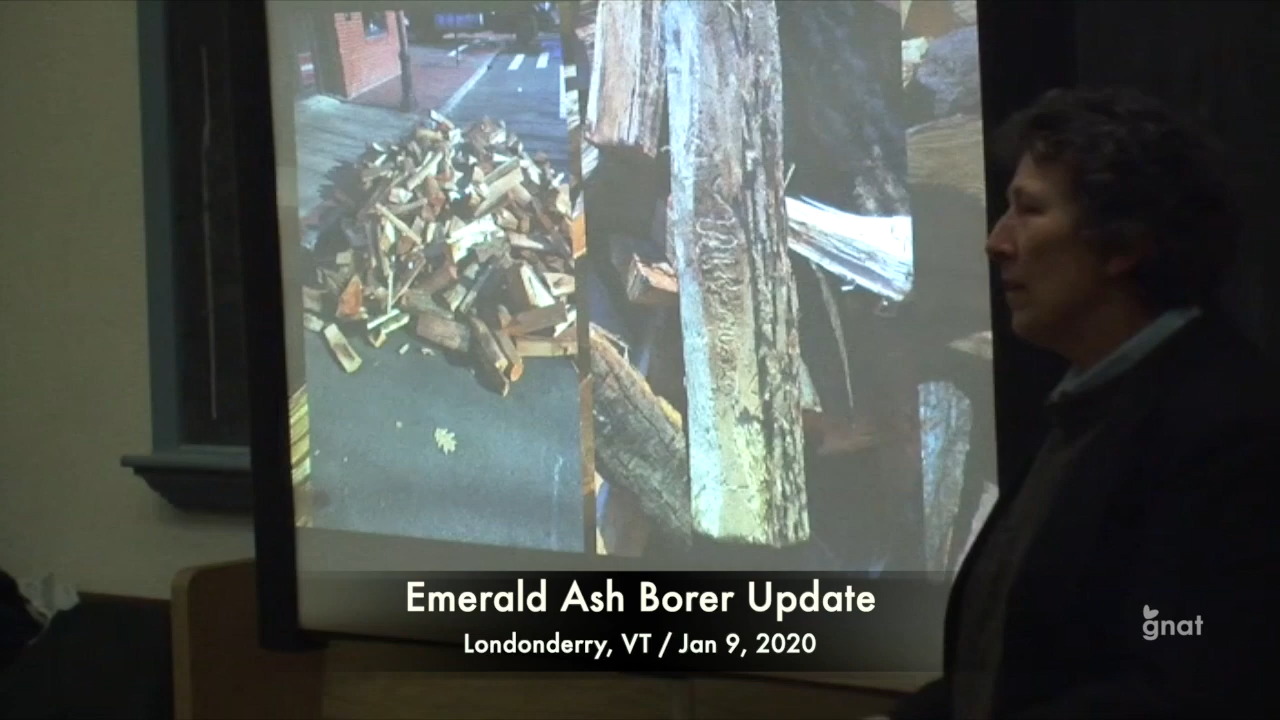 Emerald Ash Borer Update
Londonderry, VT / Jan 9, 2020
gnat